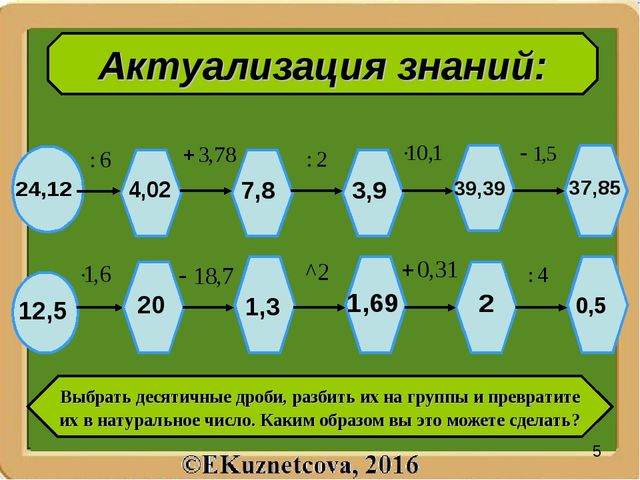 Актуализация знаний:
: 6 + 3,78 : 2 ·10,1 − 1,5
24,12 4,02 7,8 3,9 39,39 37,85
·1,6 − 18,7 ^2 + 0,31 : 4
12,5 20 1,3 1,69 2 0,5
Выбрать десятичные дроби, разбить их на группы и превратите
их в натуральное число. Каким образом вы это можете сделать?
5
©EKuznetcova, 2016